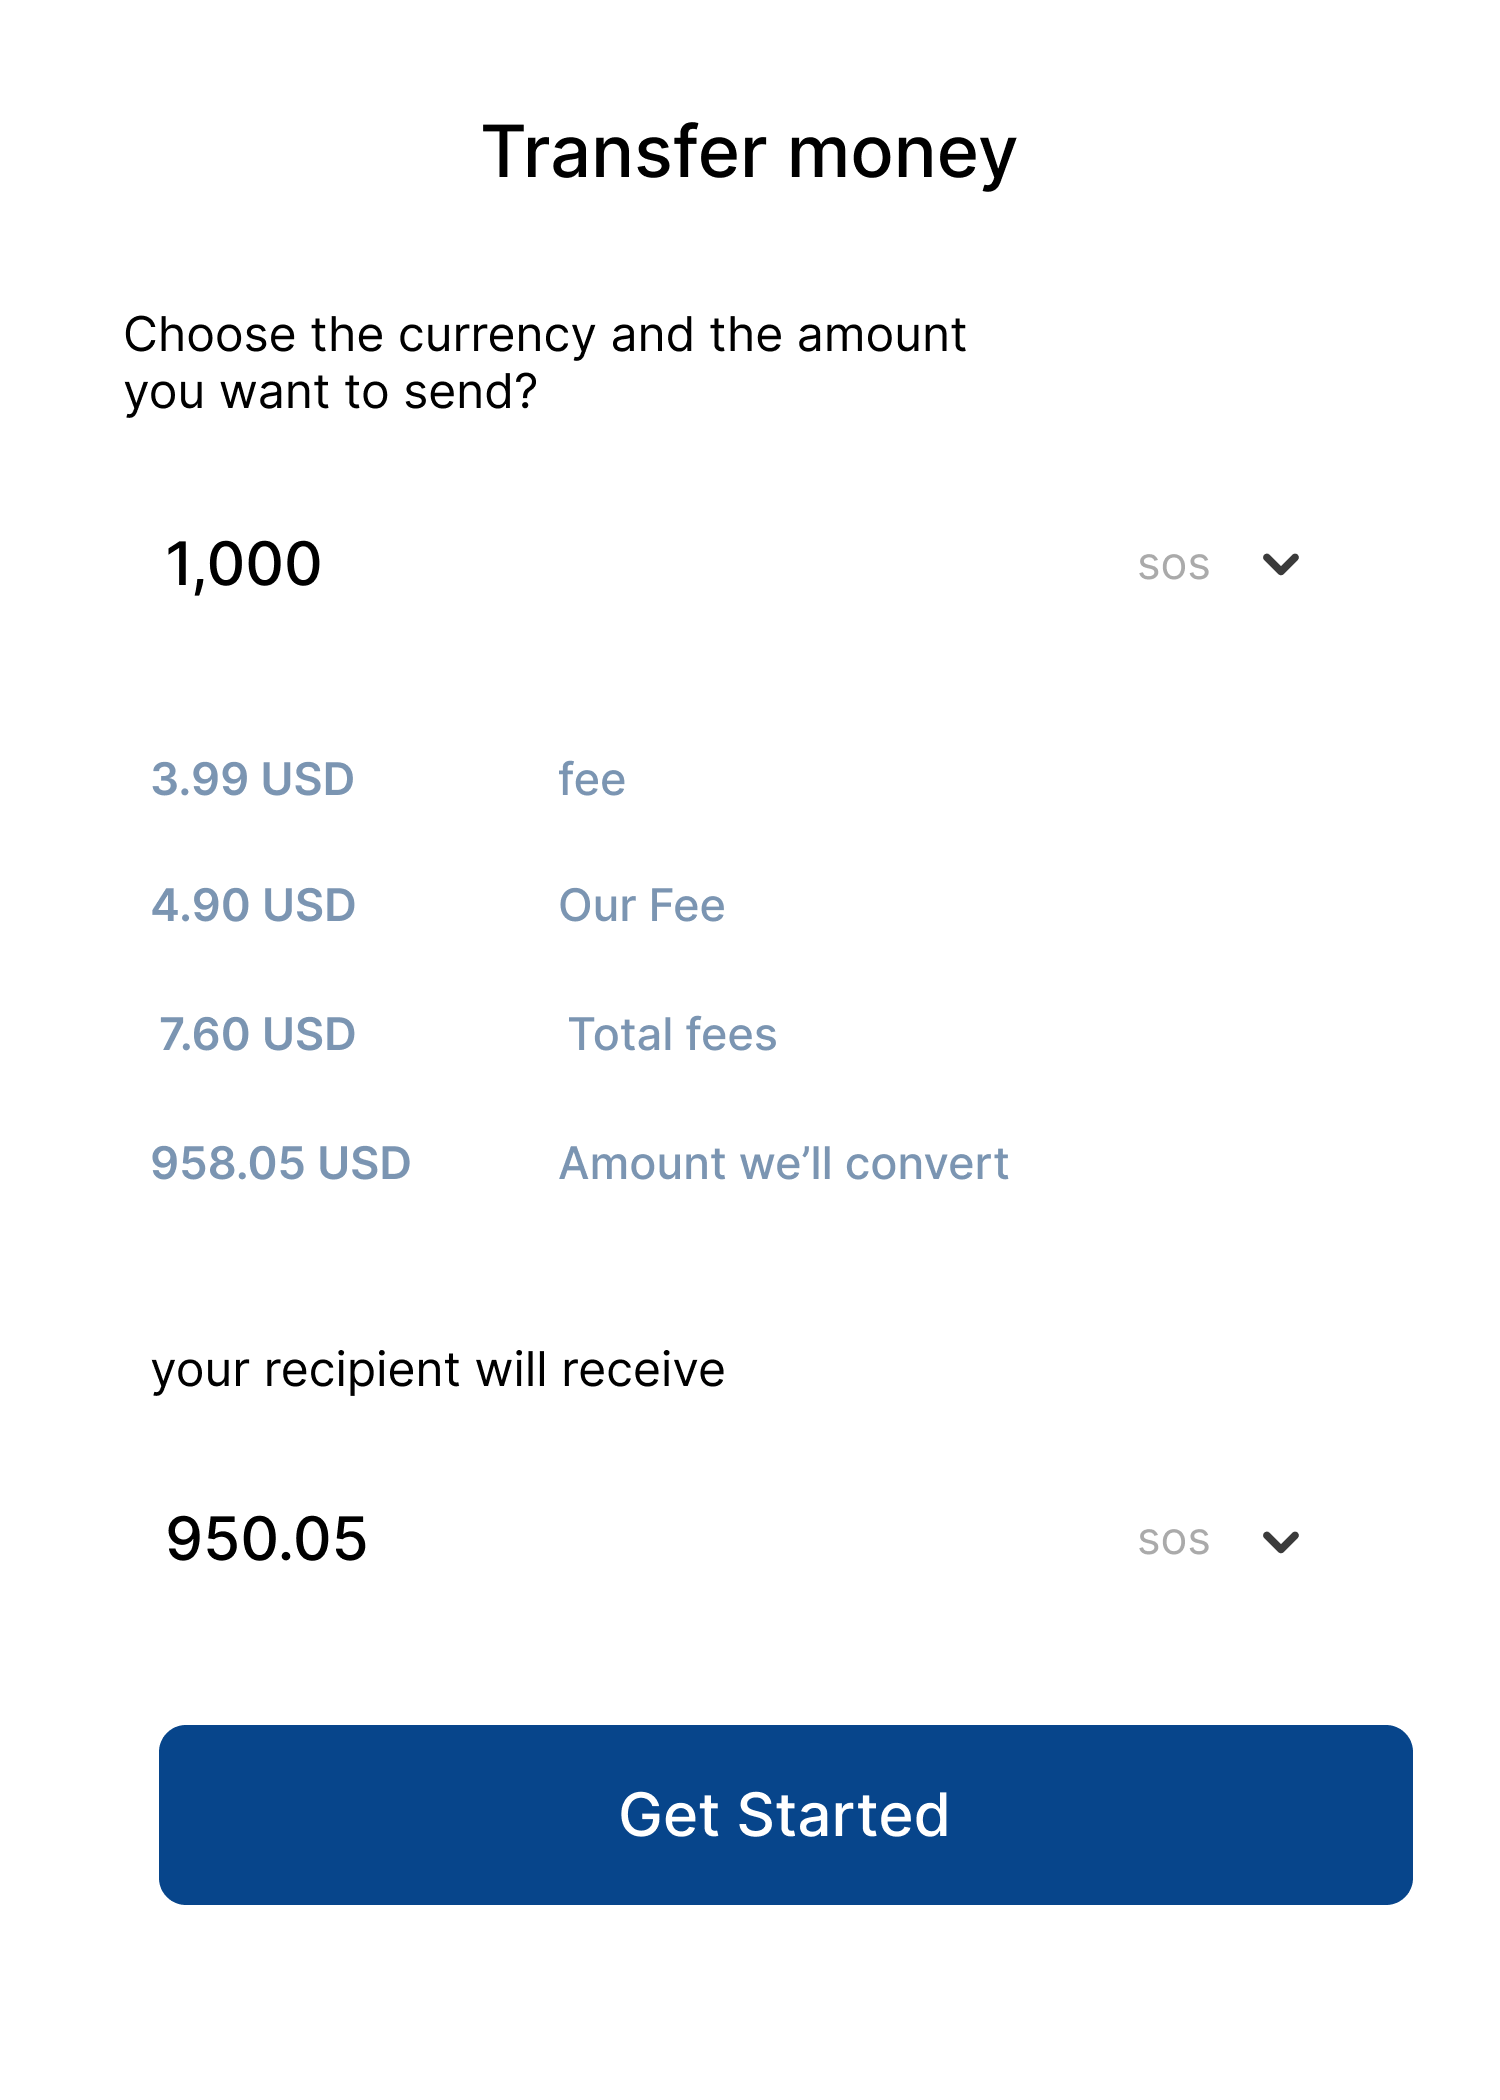 Transfer money
Choose the currency and the amount
you want to send?
1,000 sos
3.99 USD fee
4.90 USD Our Fee
7.60 USD Total fees
958.05 USD Amount we’ll convert
your recipient will receive
950.05 sos
Get Started